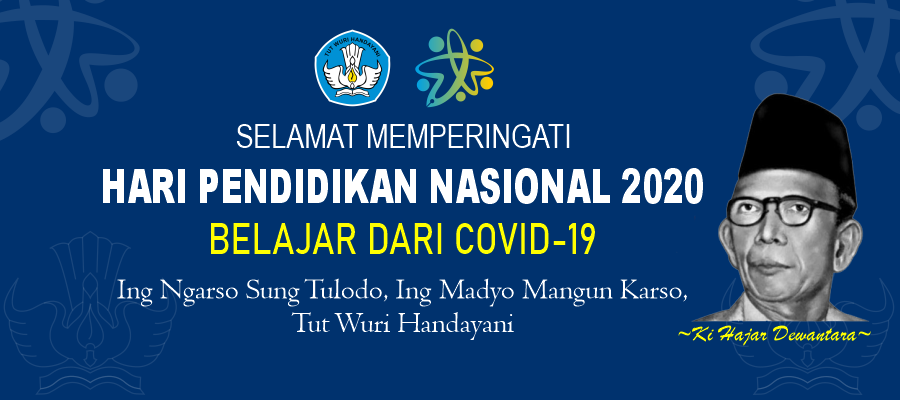 TUT WURI HANDAYANI
SELAMAT MEMPERINGATI
HARI PENDIDIKAN NASIONAL 2020
BELAJAR DARI COVID-19
Ing Ngarso Sung Tulodo, Ing Madyo Mangun Karso,
Tut Wuri Handayani
~Ki Hajar Dewantara~